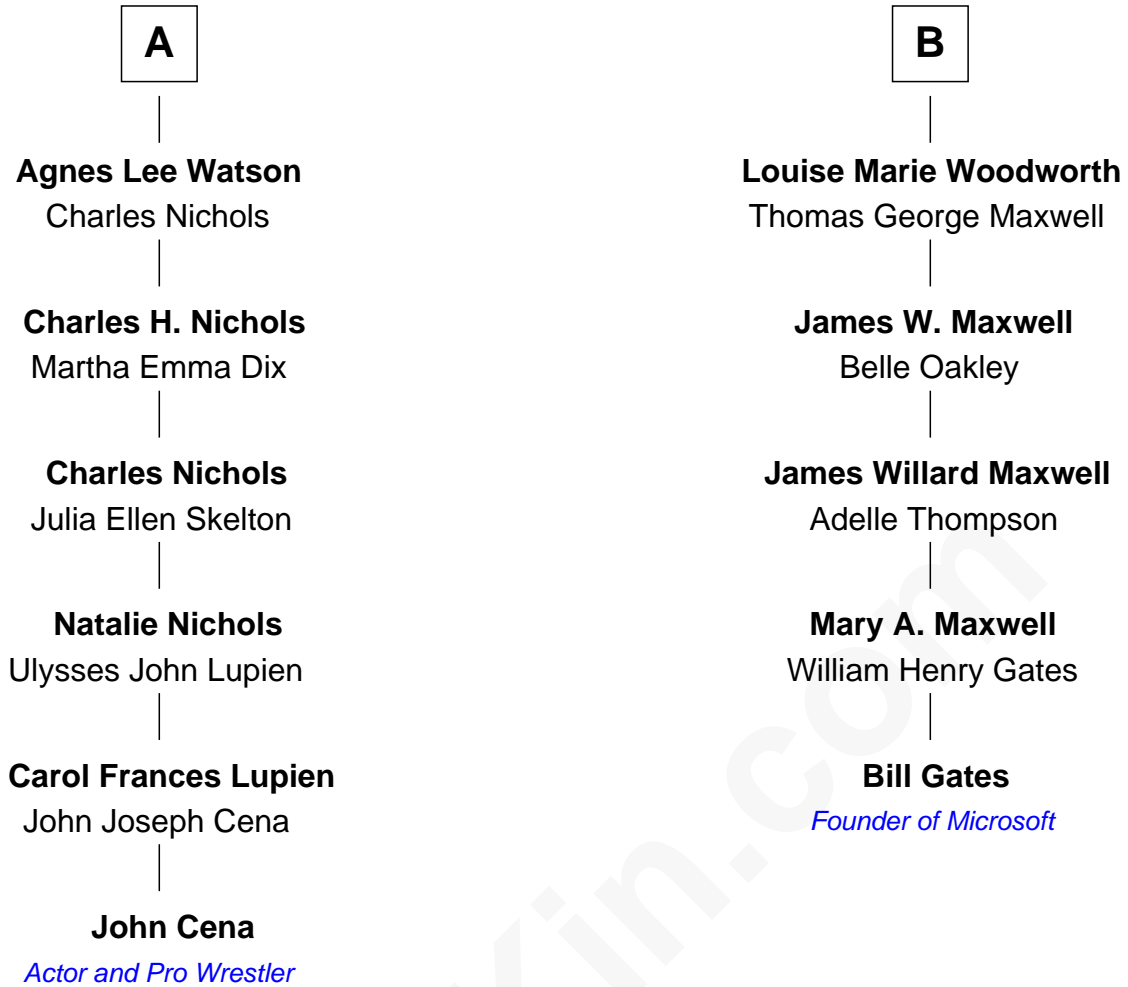 A
Agnes Lee Watson
Charles Nichols
Charles H. Nichols
Martha Emma Dix
Charles Nichols
Julia Ellen Skelton
Natalie Nichols
Ulysses John Lupien
Carol Frances Lupien
John Joseph Cena
John Cena
Actor and Pro Wrestler
B
Louise Marie Woodworth
Thomas George Maxwell
James W. Maxwell
Belle Oakley
James Willard Maxwell
Adelle Thompson
Mary A. Maxwell
William Henry Gates
Bill Gates
Founder of Microsoft
Kin.com